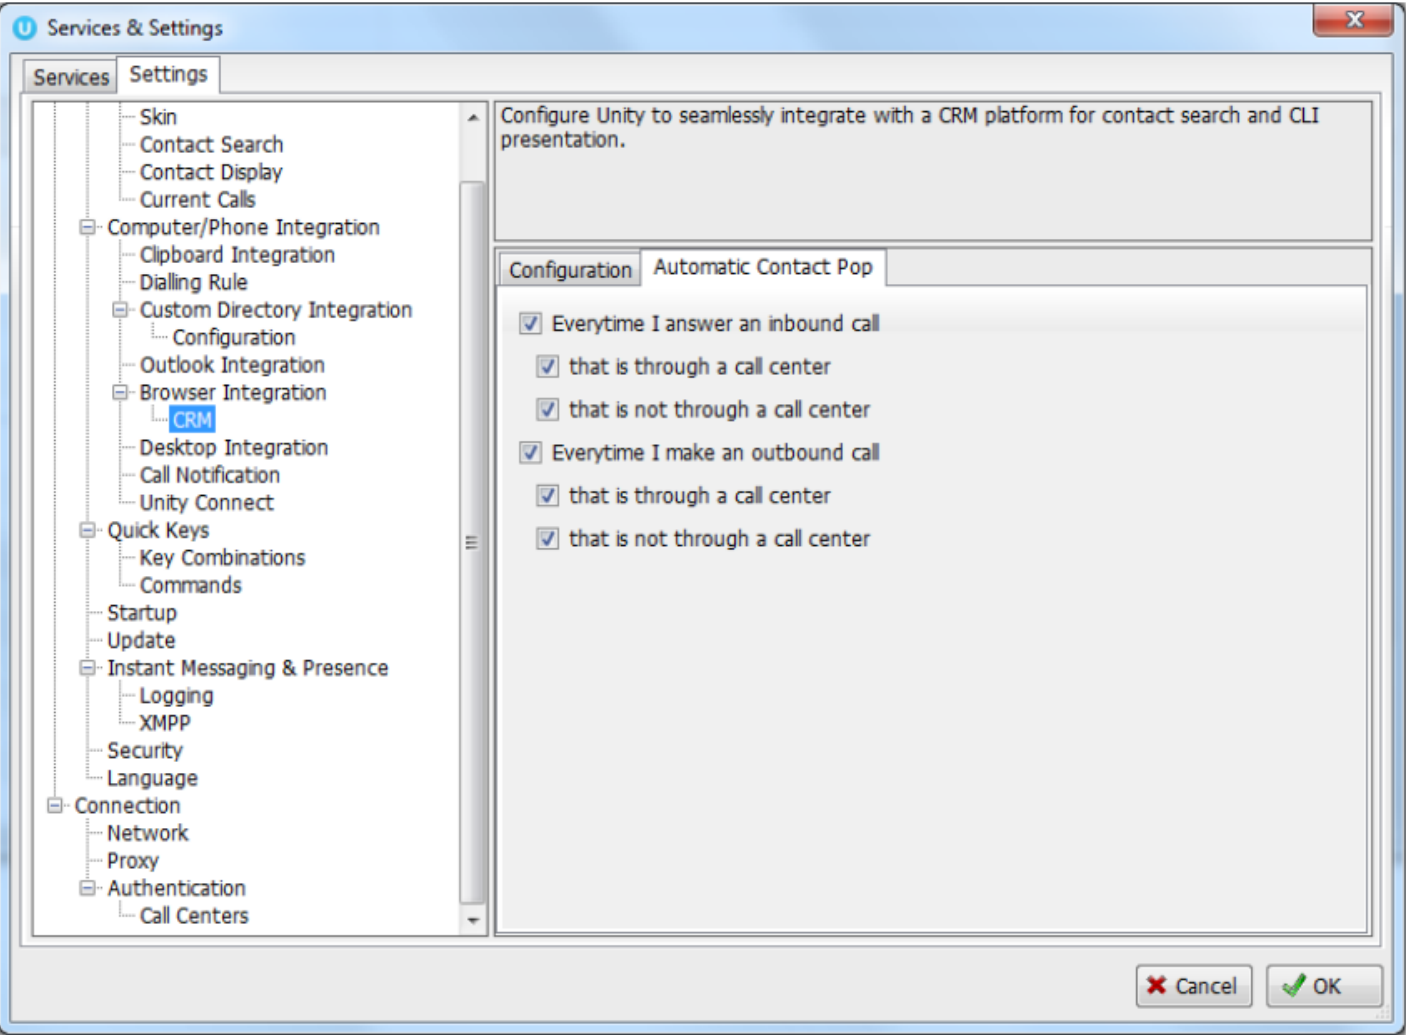 Services & Settings
Services
Settings
Skin
Contact Search
Contact Display
Current Calls
Computer/Phone Integration
Clipboard Integration
Dialling Rule
Custom Directory Integration
Configuration
Outlook Integration
Browser Integration
CRM
Desktop Integration
Call Notification
Unity Connect
Quick Keys
Key Combinations
Commands
Startup
Update
Instant Messaging & Presence
Logging
XMPP
Security
Language
Connection
Network
Proxy
Authentication
Call Centers
Configure Unity to seamlessly integrate with a CRM platform for contact search and CLI
presentation.
Configuration
Automatic Contact Pop
Everytime I answer an inbound call
that is through a call center
that is not through a call center
Everytime I make an outbound call
that is through a call center
that is not through a call center
Cancel
OK